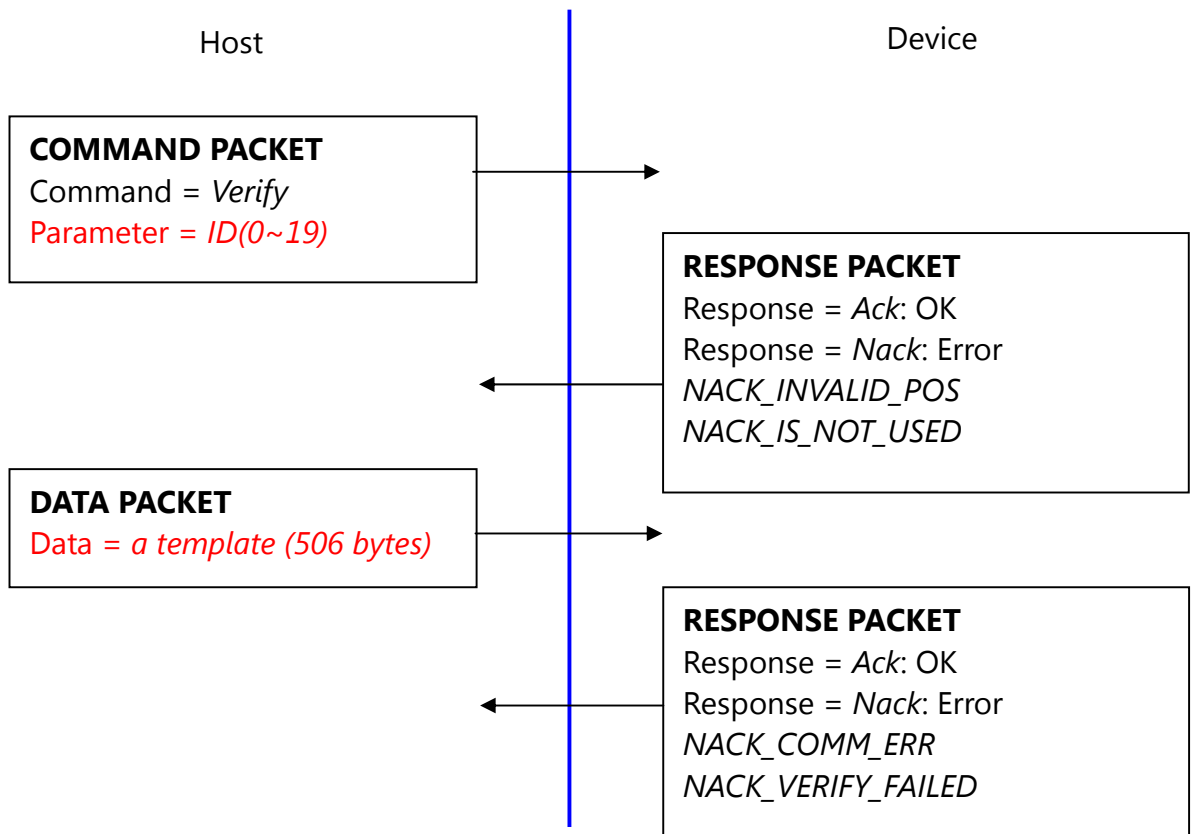 Host
Device
COMMAND PACKET
Command = Verify
Parameter = ID(0~19)
RESPONSE PACKET
Response = Ack: OK
Response = Nack: Error
NACK_INVALID_POS
NACK_IS_NOT_USED
DATA PACKET
Data = a template (506 bytes)
RESPONSE PACKET
Response = Ack: OK
Response = Nack: Error
NACK_COMM_ERR
NACK_VERIFY_FAILED